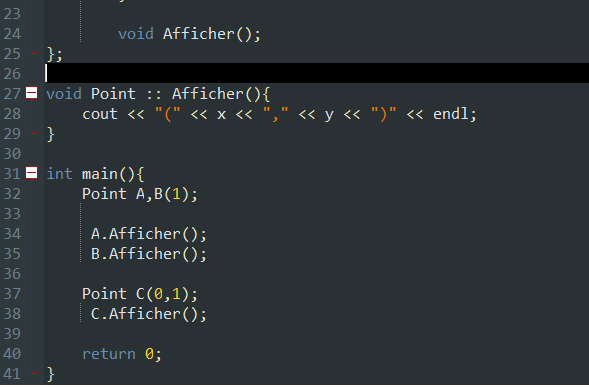 23
24 void Afficher();
25 };
26
27 void Point :: Afficher(){
28 cout << "(" << x << "," << y << ")" << endl;
29 }
30
31 int main(){
32 Point A,B(1);
33
34 A.Afficher();
35 B.Afficher();
36
37 Point C(0,1);
38 C.Afficher();
39
40 return 0;
41 }